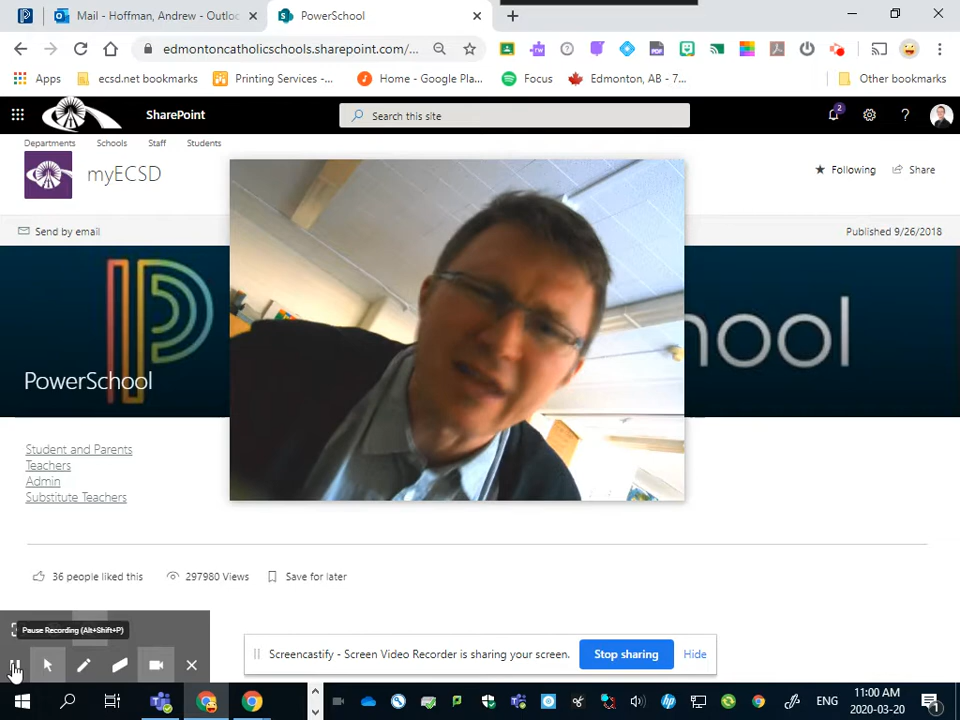 Mail - Hoffman, Andrew - Outloo
PowerSchool
edmontoncatholicschools.sharepoint.com/...
Apps
ecsd.net bookmarks
Printing Services -...
Home - Google Pla...
Focus
Edmonton, AB - 7...
Other bookmarks
SharePoint
Search this site
2
Departments
Schools
Staff
Students
myECSD
Following
Share
Send by email
Published 9/26/2018
hool
PowerSchool
Student and Parents
Teachers
Admin
Substitute Teachers
36 people liked this
297980 Views
Save for later
Pause Recording (Alt+Shift+P)
Screencastify - Screen Video Recorder is sharing your screen.
Stop sharing
Hide
ENG
11:00 AM
2020-03-20
1